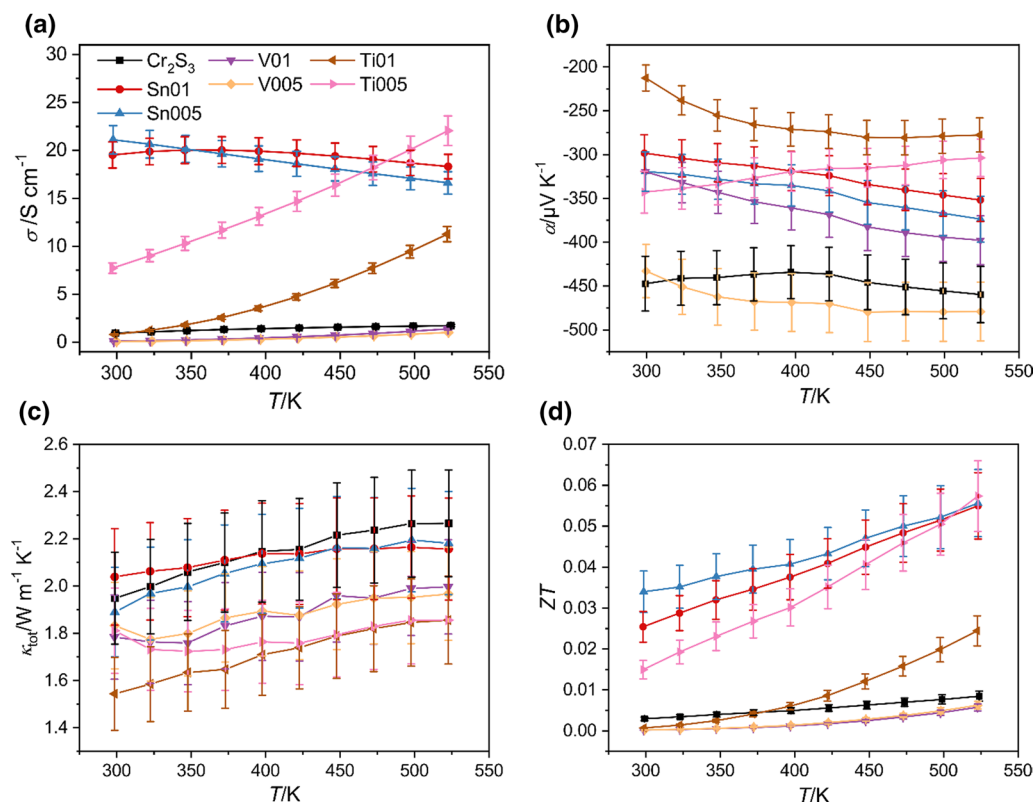 (a)
σ /S cm⁻¹
30
25
20
15
10
5
0
Cr₂S₃ V01 Ti01
Sn01 V005 Ti005
Sn005
300 350 400 450 500 550
T/K
(b)
α/µV K⁻¹
-200
-250
-300
-350
-400
-450
-500
300 350 400 450 500 550
T/K
(c)
κtot/W m⁻¹ K⁻¹
2.6
2.4
2.2
2.0
1.8
1.6
1.4
300 350 400 450 500 550
T/K
(d)
ZT
0.07
0.06
0.05
0.04
0.03
0.02
0.01
0.00
300 350 400 450 500 550
T/K